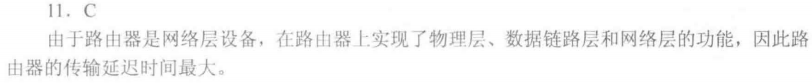 11. C
由于路由器是网络层设备，在路由器上实现了物理层、数据链路层和网络层的功能，因此路
由器的传输延迟时间最大。